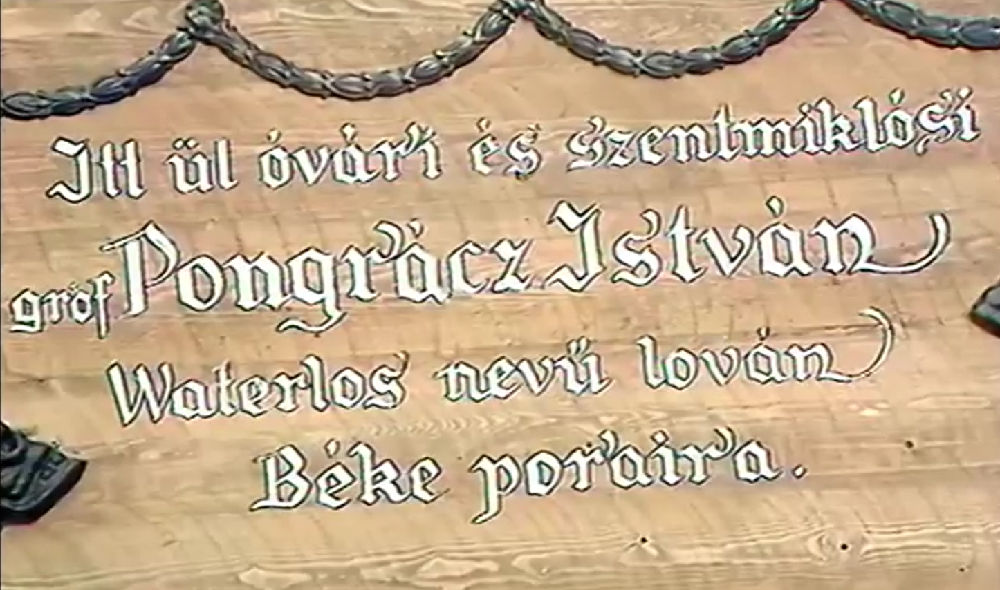 Itt ül óvári és szentmiklósi
gróf Pongrácz István
Waterlos nevű lován
Béke poraira.